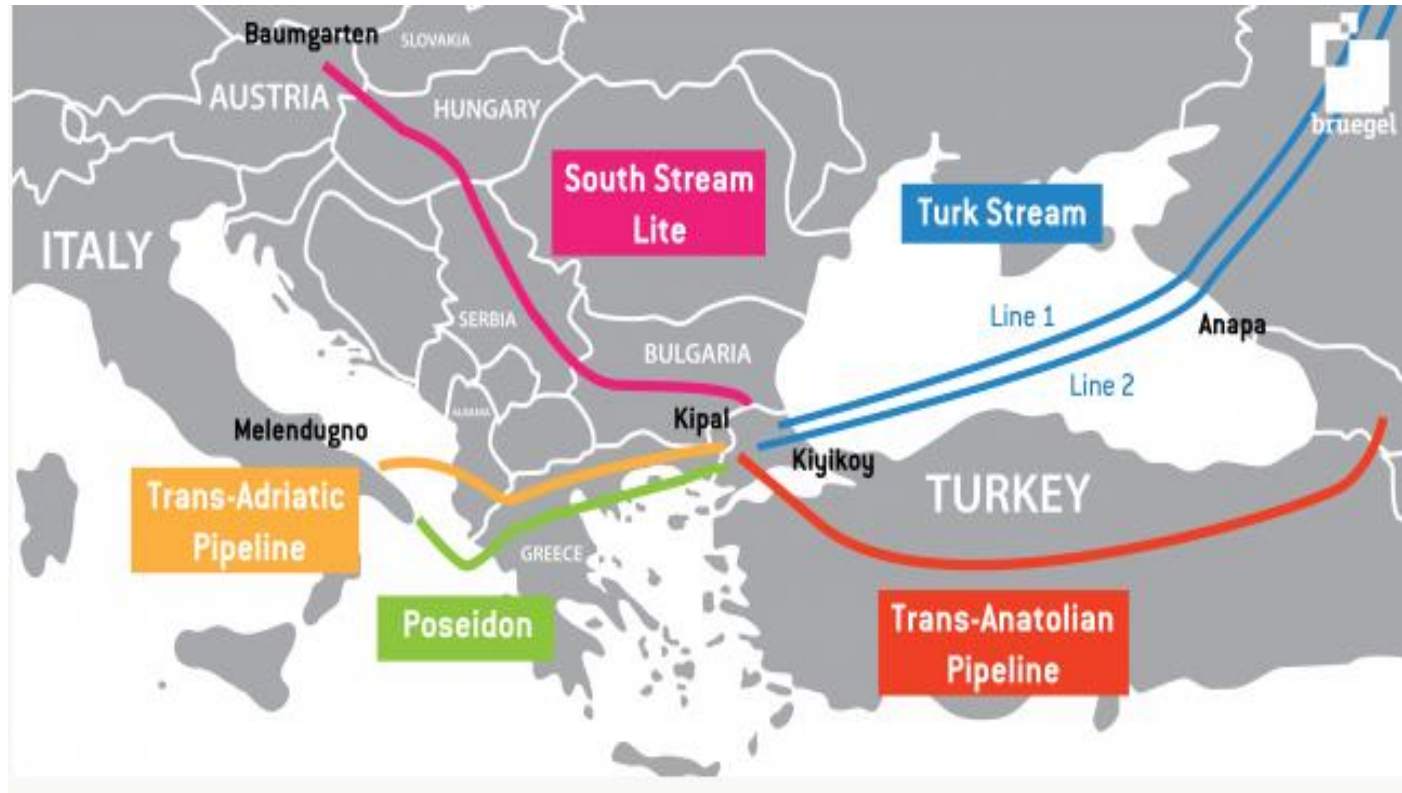 Baumgarten
SLOVAKIA
AUSTRIA
HUNGARY
bruegel
South Stream
Lite
Turk Stream
ITALY
SERBIA
Line 1
Anapa
BULGARIA
Line 2
ALBANIA
Kipal
Melendugno
Kiyikoy
TURKEY
Trans-Adriatic
Pipeline
GREECE
Poseidon
Trans-Anatolian
Pipeline